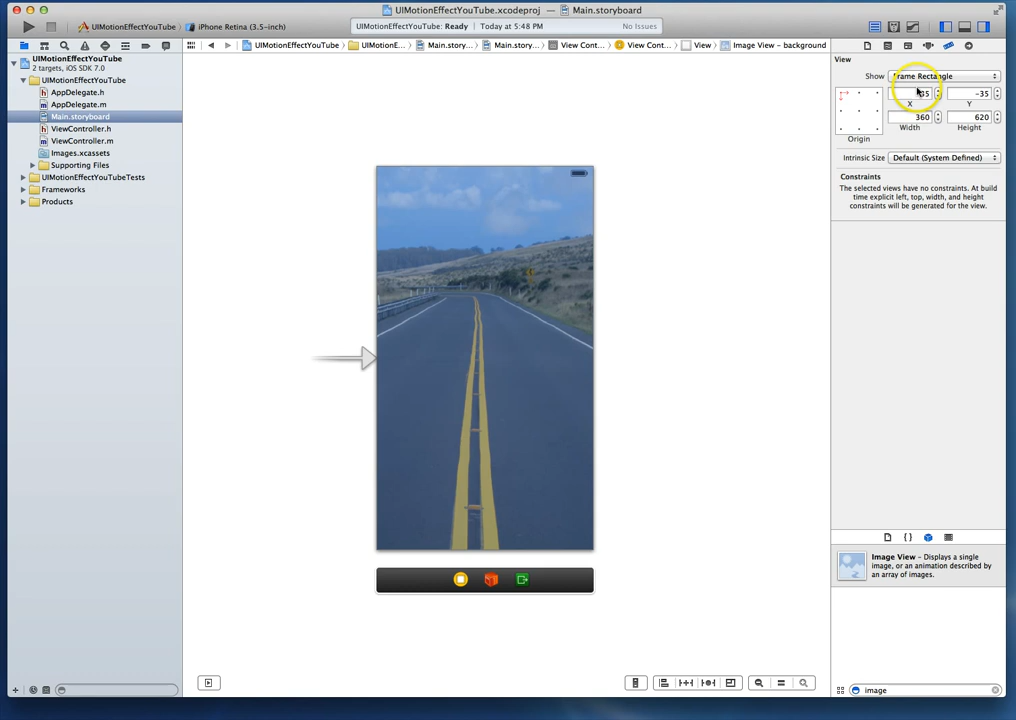 UIMotionEffectYouTube.xcodeproj — Main.storyboard
UIMotionEffectYouTube) iPhone Retina (3.5-inch)
UIMotionEffectYouTube: Ready | Today at 5:48 PM
No Issues
UIMotionEffectYouTube
UIMotionE...
Main.story...
Main.stor...
View Cont...
View Cont...
View
Image View - background
UIMotionEffectYouTube
2 targets, iOS SDK 7.0
UIMotionEffectYouTube
AppDelegate.h
AppDelegate.m
Main.storyboard
ViewController.h
ViewController.m
Images.xcassets
Supporting Files
UIMotionEffectYouTubeTests
Frameworks
Products
View
Show Frame Rectangle
-35
X Y
360 620
Width Height
Origin
Intrinsic Size Default (System Defined)
Constraints
The selected views have no constraints. At build
time explicit left, top, width, and height
constraints will be generated for the view.
{}
Image View - Displays a single
image, or an animation described by
an array of images.
image